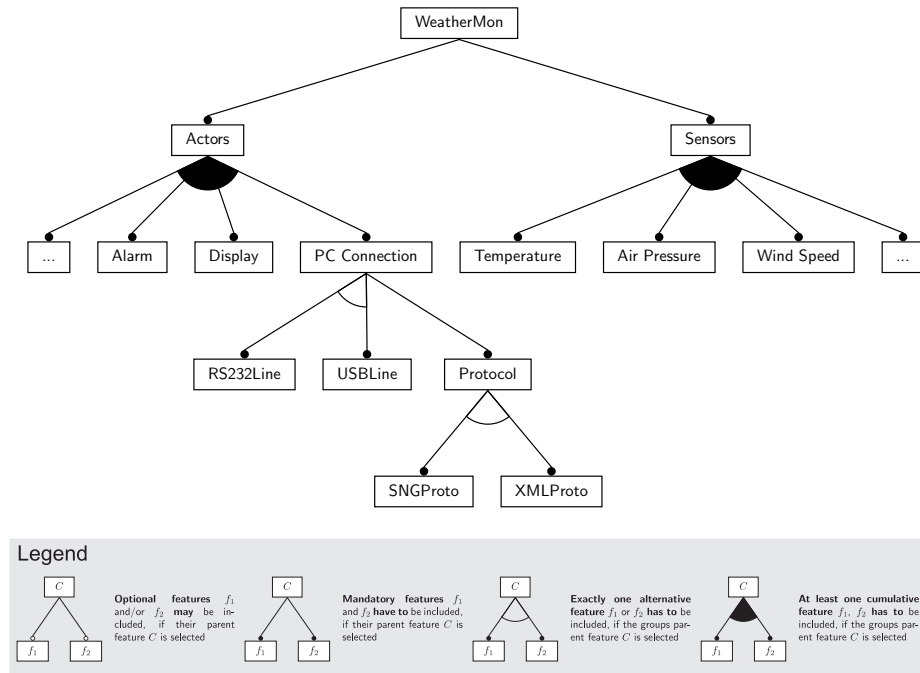 WeatherMon
Actors
Sensors
...
Alarm
Display
PC Connection
Temperature
Air Pressure
Wind Speed
...
RS232Line
USBLine
Protocol
SNGProto
XMLProto
Legend
C
f1
f2
Optional features f1
and/or f2 may be in-
cluded, if their parent
feature C is selected
C
f1
f2
Mandatory features f1
and f2 have to be included,
if their parent feature C is
selected
C
f1
f2
Exactly one alternative
feature f1 or f2 has to be
included, if the groups par-
ent feature C is selected
C
f1
f2
At least one cumulative
feature f1, f2 has to be
included, if the groups pa-
rent feature C is selected